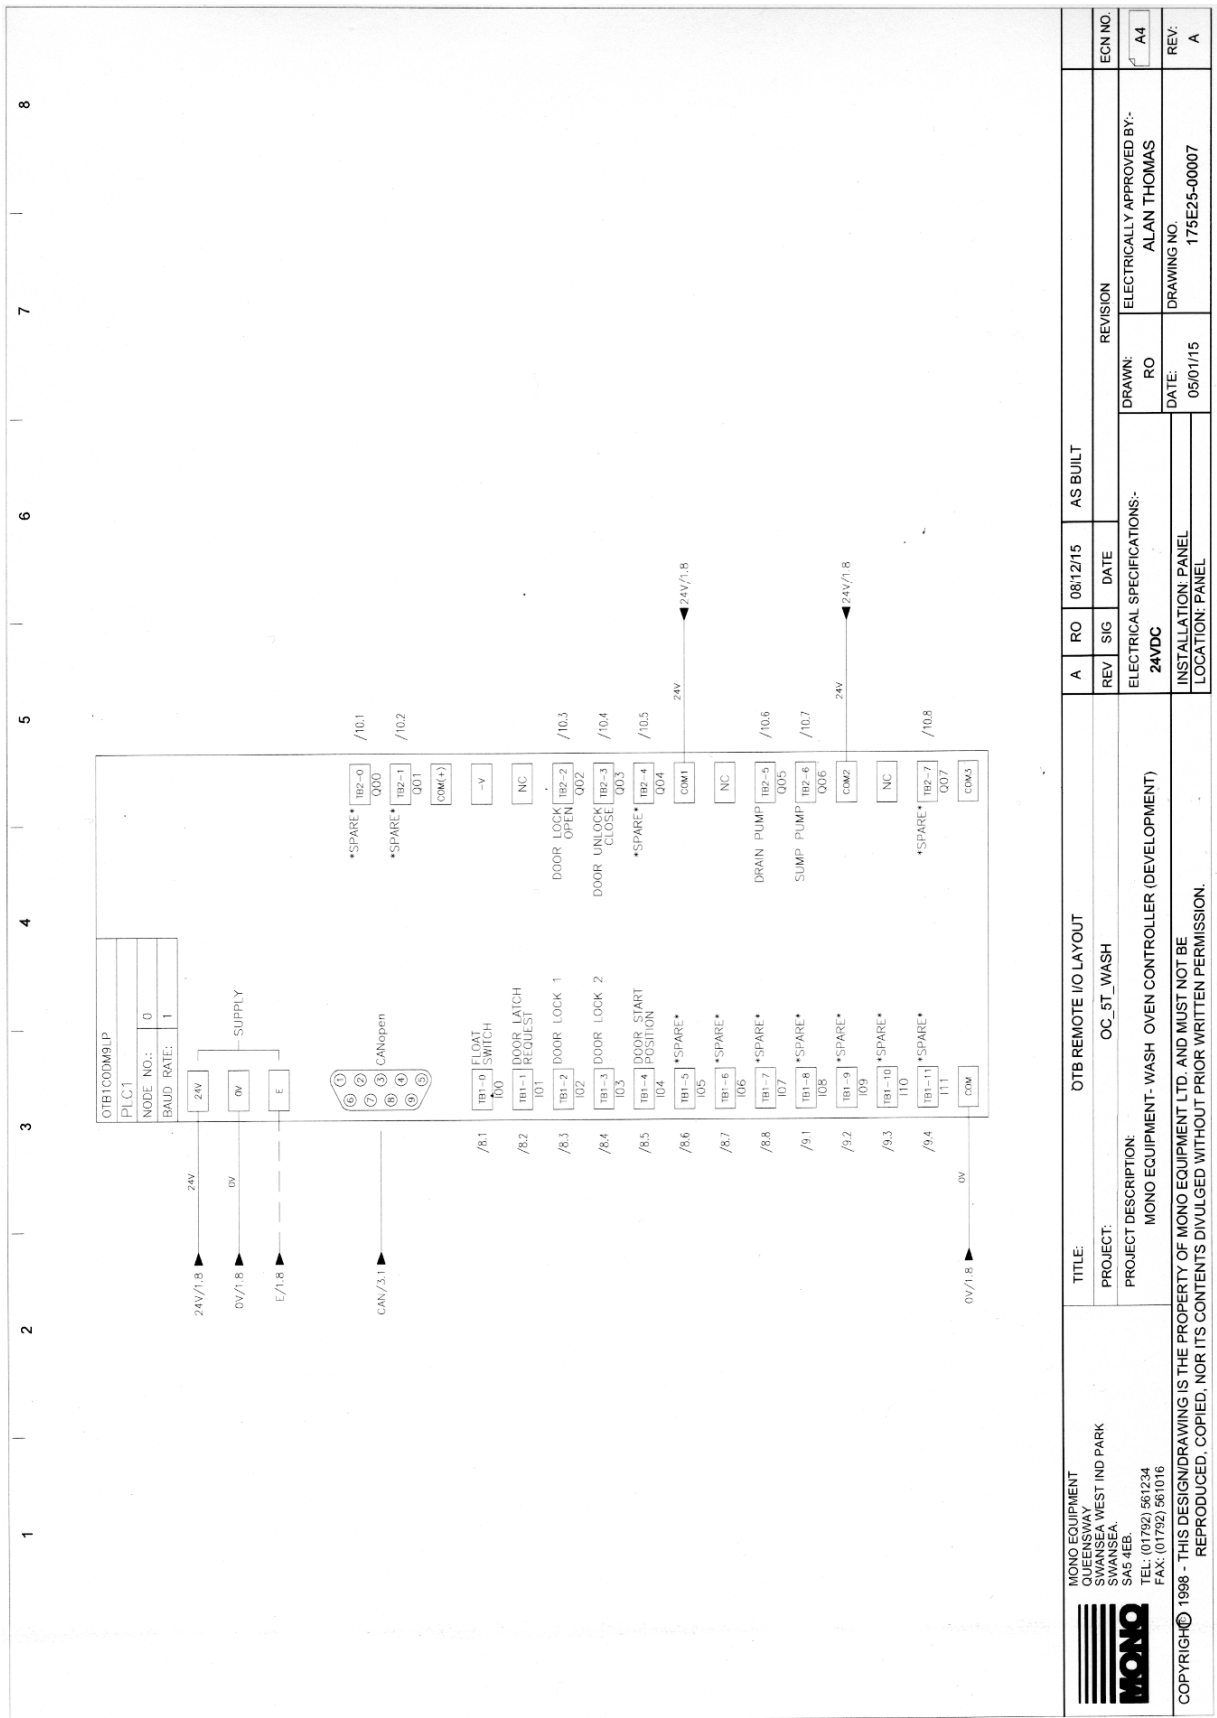 1
2
3
4
5
6
7
8
OTB1C0DM9LP
PLC1
NODE NO.: 0
BAUD RATE: 1
24V/1.8
24V
24V
0V/1.8
0V
0V
SUPPLY
E/1.8
E
CAN/3.1
1
2
3
4
5
6
7
8
9
CANopen
*SPARE*
TB2-0
Q00
/10.1
*SPARE*
TB2-1
Q01
/10.2
COM(+)
/8.1
TB1-0
I00
FLOAT
SWITCH
-V
/8.2
TB1-1
I01
DOOR LATCH
REQUEST
NC
/8.3
TB1-2
I02
DOOR LOCK 1
DOOR LOCK
OPEN
TB2-2
Q02
/10.3
/8.4
TB1-3
I03
DOOR LOCK 2
DOOR UNLOCK
CLOSE
TB2-3
Q03
/10.4
/8.5
TB1-4
I04
DOOR START
POSITION
*SPARE*
TB2-4
Q04
/10.5
/8.6
TB1-5
I05
*SPARE*
COM1
24V
24V/1.8
/8.7
TB1-6
I06
*SPARE*
NC
/8.8
TB1-7
I07
*SPARE*
DRAIN PUMP
TB2-5
Q05
/10.6
/9.1
TB1-8
I08
*SPARE*
SUMP PUMP
TB2-6
Q06
/10.7
/9.2
TB1-9
I09
*SPARE*
COM2
24V
24V/1.8
/9.3
TB1-10
I10
*SPARE*
NC
/9.4
TB1-11
I11
*SPARE*
*SPARE*
TB2-7
Q07
/10.8
0V/1.8
0V
COM
COM3
MONO
MONO EQUIPMENT
QUEENSWAY
SWANSEA WEST IND PARK
SWANSEA.
SA5 4EB.
TEL: (01792) 561234
FAX: (01792) 561016
TITLE: OTB REMOTE I/O LAYOUT
PROJECT: OC_5T_WASH
PROJECT DESCRIPTION:
MONO EQUIPMENT- WASH OVEN CONTROLLER (DEVELOPMENT)
A RO 08/12/15 AS BUILT
REV SIG DATE REVISION ECN NO.
ELECTRICAL SPECIFICATIONS:-
24VDC
DRAWN:
RO
ELECTRICALLY APPROVED BY:-
ALAN THOMAS
A4
INSTALLATION: PANEL
LOCATION: PANEL
DATE:
05/01/15
DRAWING NO.
175E25-00007
REV:
A
COPYRIGHT© 1998 - THIS DESIGN/DRAWING IS THE PROPERTY OF MONO EQUIPMENT LTD. AND MUST NOT BE
REPRODUCED, COPIED, NOR ITS CONTENTS DIVULGED WITHOUT PRIOR WRITTEN PERMISSION.